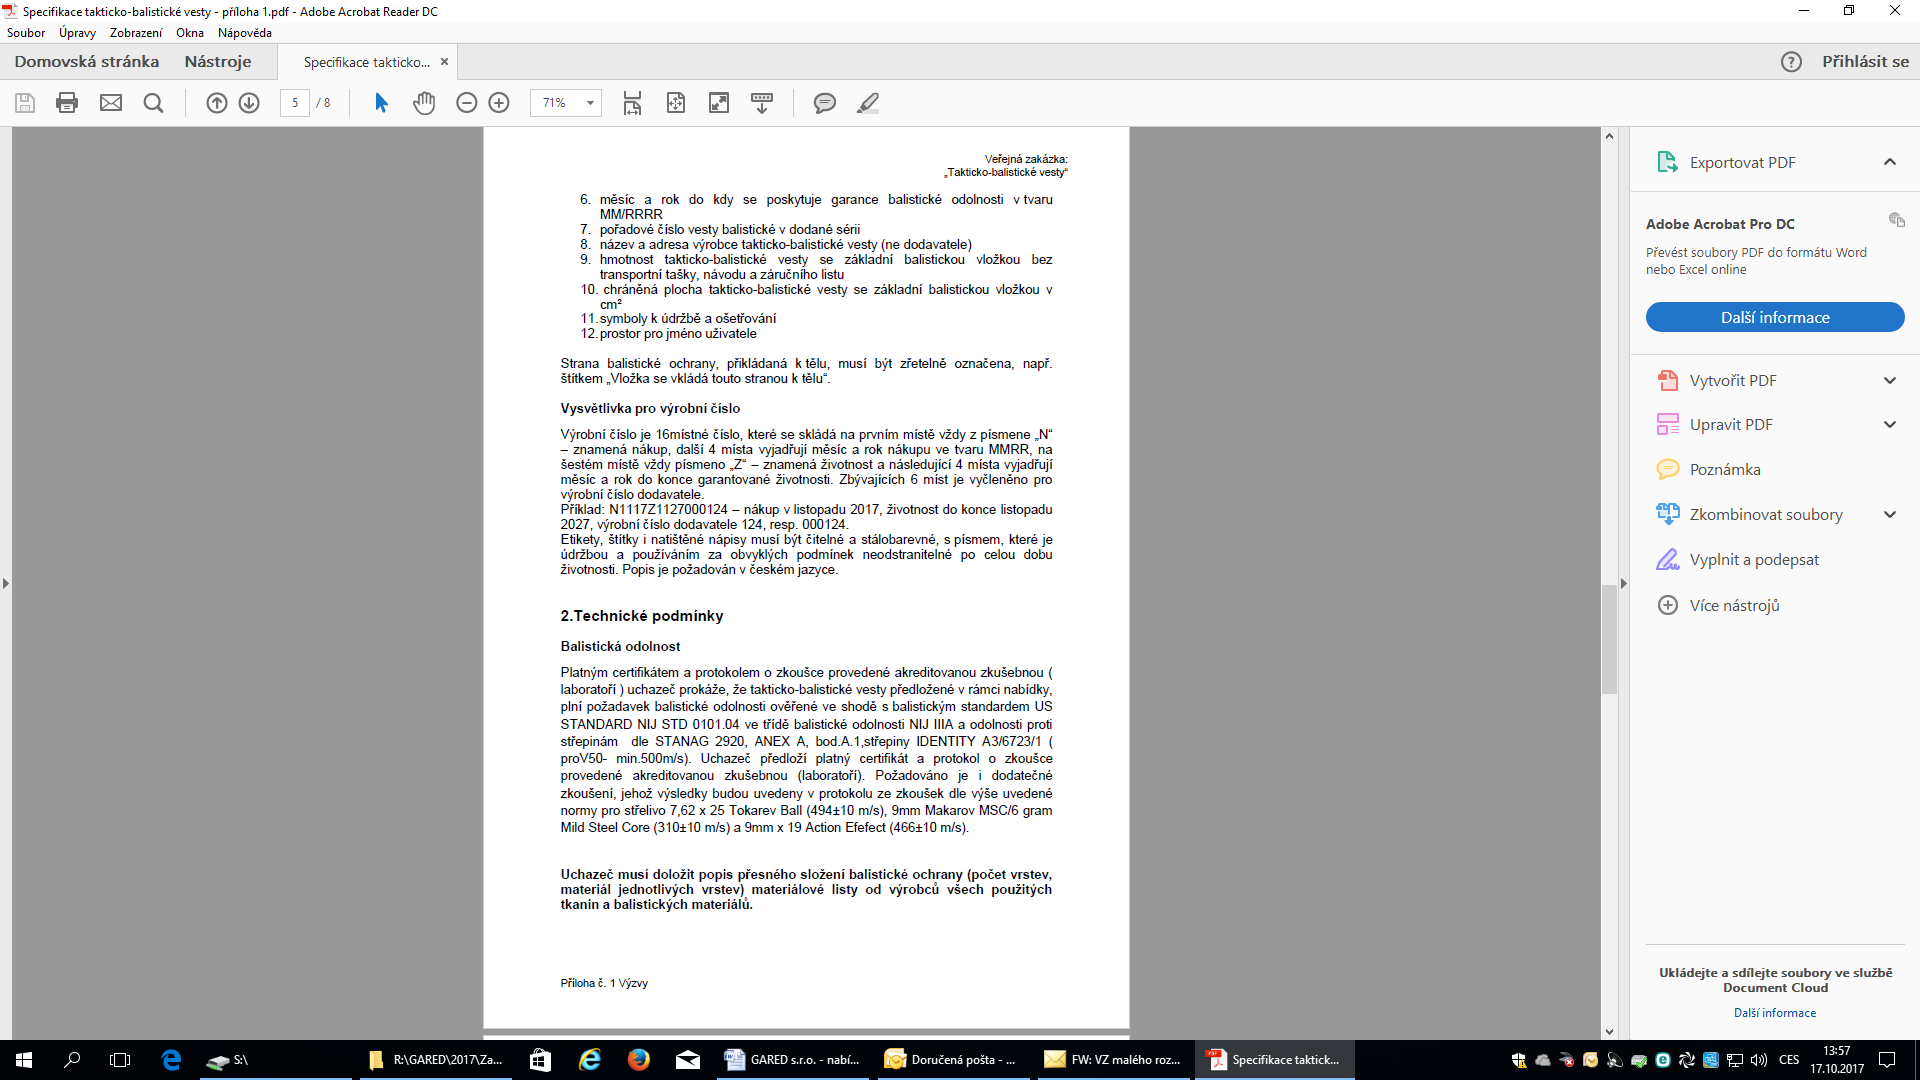 Specifikace takticko-balistické vesty - příloha 1.pdf - Adobe Acrobat Reader DC
Soubor Úpravy Zobrazení Okna Nápověda
Domovská stránka Nástroje Specifikace takticko... × Přihlásit se
5 / 8 71%
Veřejná zakázka:
„Takticko-balistické vesty“
6. měsíc a rok do kdy se poskytuje garance balistické odolnosti v tvaru
MM/RRRR
7. pořadové číslo vesty balistické v dodané sérii
8. název a adresa výrobce takticko-balistické vesty (ne dodavatele)
9. hmotnost takticko-balistické vesty se základní balistickou vložkou bez
transportní tašky, návodu a záručního listu
10. chráněná plocha takticko-balistické vesty se základní balistickou vložkou v
cm²
11. symboly k údržbě a ošetřování
12. prostor pro jméno uživatele
Strana balistické ochrany, přikládaná k tělu, musí být zřetelně označena, např.
štítkem „Vložka se vkládá touto stranou k tělu“.
Vysvětlivka pro výrobní číslo
Výrobní číslo je 16místné číslo, které se skládá na prvním místě vždy z písmene „N“
– znamená nákup, další 4 místa vyjadřují měsíc a rok nákupu ve tvaru MMRR, na
šestém místě vždy písmeno „Z“ – znamená životnost a následující 4 místa vyjadřují
měsíc a rok do konce garantované životnosti. Zbývajících 6 míst je vyčleněno pro
výrobní číslo dodavatele.
Příklad: N1117Z1127000124 – nákup v listopadu 2017, životnost do konce listopadu
2027, výrobní číslo dodavatele 124, resp. 000124.
Etikety, štítky i natištěné nápisy musí být čitelné a stálobarevné, s písmem, které je
údržbou a používáním za obvyklých podmínek neodstranitelné po celou dobu
životnosti. Popis je požadován v českém jazyce.
2.Technické podmínky
Balistická odolnost
Platným certifikátem a protokolem o zkoušce provedené akreditovanou zkušebnou (
laboratoří ) uchazeč prokáže, že takticko-balistické vesty předložené v rámci nabídky,
plní požadavek balistické odolnosti ověřené ve shodě s balistickým standardem US
STANDARD NIJ STD 0101.04 ve třídě balistické odolnosti NIJ IIIA a odolnosti proti
střepinám dle STANAG 2920, ANEX A, bod.A.1,střepiny IDENTITY A3/6723/1 (
proV50- min.500m/s). Uchazeč předloží platný certifikát a protokol o zkoušce
provedené akreditovanou zkušebnou (laboratoří). Požadováno je i dodatečné
zkoušení, jehož výsledky budou uvedeny v protokolu ze zkoušek dle výše uvedené
normy pro střelivo 7,62 x 25 Tokarev Ball (494±10 m/s), 9mm Makarov MSC/6 gram
Mild Steel Core (310±10 m/s) a 9mm x 19 Action Efefect (466±10 m/s).
Uchazeč musí doložit popis přesného složení balistické ochrany (počet vrstev,
materiál jednotlivých vrstev) materiálové listy od výrobců všech použitých
tkanin a balistických materiálů.
Příloha č. 1 Výzvy
Exportovat PDF
Adobe Acrobat Pro DC
Převést soubory PDF do formátu Word
nebo Excel online
Další informace
Vytvořit PDF
Upravit PDF
Poznámka
Zkombinovat soubory
Vyplnit a podepsat
Více nástrojů
Ukládejte a sdílejte soubory ve službě
Document Cloud
Další informace
S:\ R:\GARED\2017\Za... GARED s.r.o. - nabí... Doručená pošta - ... FW: VZ malého roz... Specifikace taktick... CES 13:57
17.10.2017